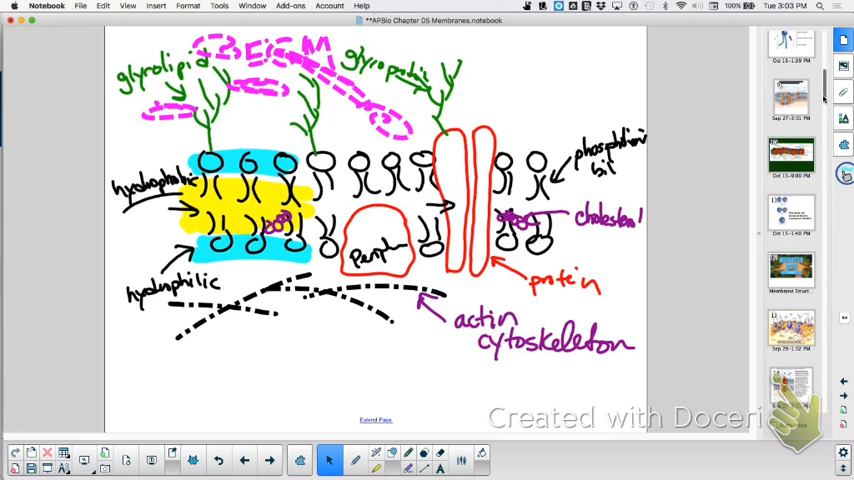 Notebook File Edit View Insert Format Tools Window Add-ons Account Help 100% Tue 3:03 PM
**APBio Chapter 05 Membranes.notebook
glycolipid
ECM
glycoprotein
hydrophobic
cholesterol
Periph
hydrophilic
protein
actin
cytoskeleton
Extend Page
Created with Doceri
Oct 15-1:39 PM
Sep 27-3:01 PM
Oct 15-9:00 PM
Oct 15-1:40 PM
Membrane Struct...
Sep 29-1:02 PM